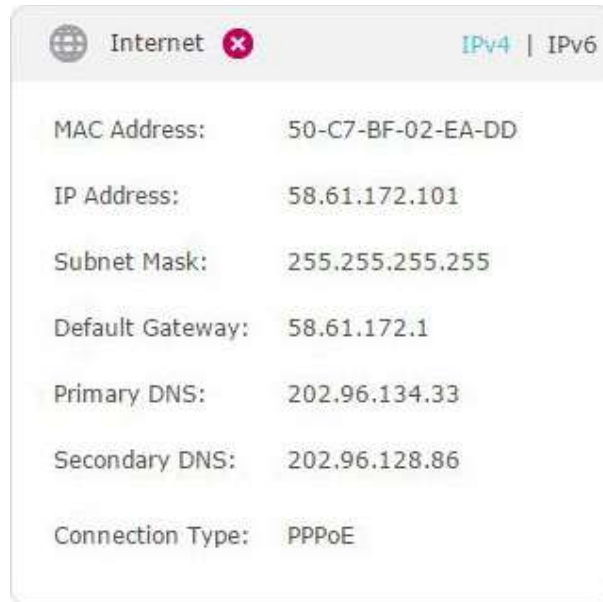 Internet IPv4 | IPv6
MAC Address: 50-C7-BF-02-EA-DD
IP Address: 58.61.172.101
Subnet Mask: 255.255.255.255
Default Gateway: 58.61.172.1
Primary DNS: 202.96.134.33
Secondary DNS: 202.96.128.86
Connection Type: PPPoE